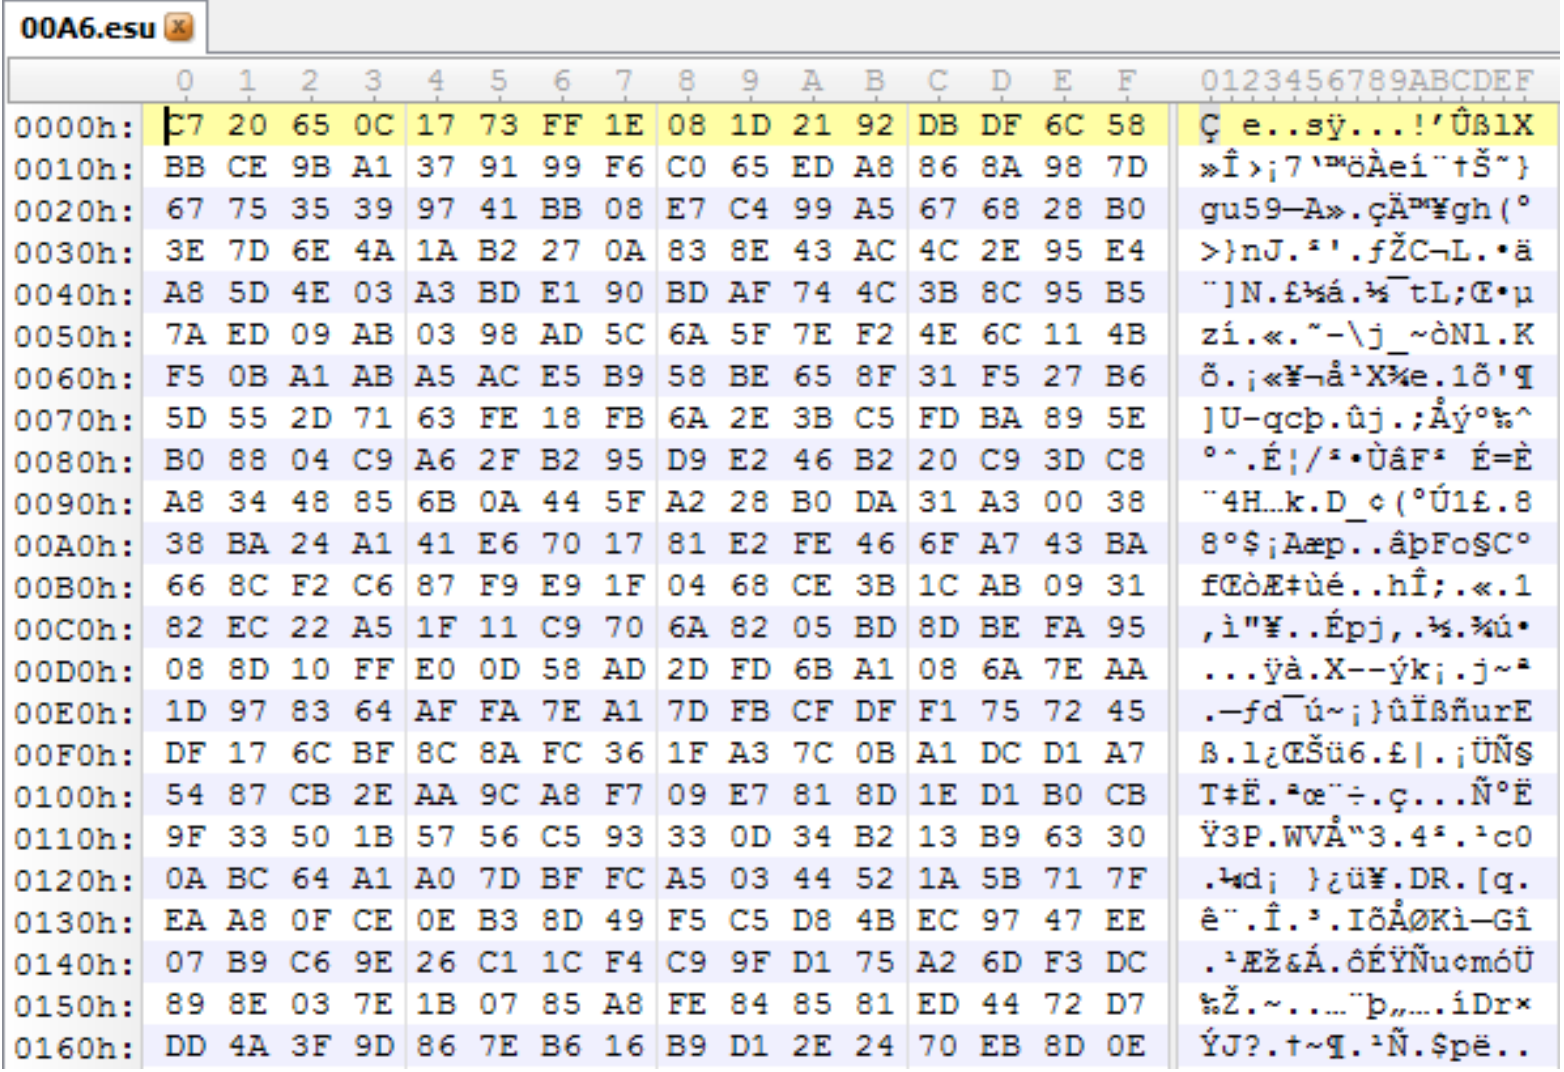 00A6.esu
0 1 2 3 4 5 6 7 8 9 A B C D E F 0123456789ABCDEF
0000h: C7 20 65 0C 17 73 FF 1E 08 1D 21 92 DB DF 6C 58 Ç e..sÿ...!’ÛßlX
0010h: BB CE 9B A1 37 91 99 F6 C0 65 ED A8 86 8A 98 7D »Î›¡7‘™öÀeí¨†Š˜}
0020h: 67 75 35 39 97 41 BB 08 E7 C4 99 A5 67 68 28 B0 gu59—A».çÄ™¥gh(°
0030h: 3E 7D 6E 4A 1A B2 27 0A 83 8E 43 AC 4C 2E 95 E4 >}nJ.²'.ƒŽC¬L.•ä
0040h: A8 5D 4E 03 A3 BD E1 90 BD AF 74 4C 3B 8C 95 B5 ¨]N.£½á.½¯tL;Œ•µ
0050h: 7A ED 09 AB 03 98 AD 5C 6A 5F 7E F2 4E 6C 11 4B zí.«.˜-\j_~òNl.K
0060h: F5 0B A1 AB A5 AC E5 B9 58 BE 65 8F 31 F5 27 B6 õ.¡«¥¬å¹X¾e.1õ'¶
0070h: 5D 55 2D 71 63 FE 18 FB 6A 2E 3B C5 FD BA 89 5E ]U-qcþ.ûj.;Åýº‰^
0080h: B0 88 04 C9 A6 2F B2 95 D9 E2 46 B2 20 C9 3D C8 °ˆ.É¦/²•ÙâF² É=È
0090h: A8 34 48 85 6B 0A 44 5F A2 28 B0 DA 31 A3 00 38 ¨4H…k.D_¢(°Ú1£.8
00A0h: 38 BA 24 A1 41 E6 70 17 81 E2 FE 46 6F A7 43 BA 8º$¡Aæp..âþFo§Cº
00B0h: 66 8C F2 C6 87 F9 E9 1F 04 68 CE 3B 1C AB 09 31 fŒòÆ‡ùé..hÎ;.«.1
00C0h: 82 EC 22 A5 1F 11 C9 70 6A 82 05 BD 8D BE FA 95 ‚ì"¥..Épj‚.½.¾ú•
00D0h: 08 8D 10 FF E0 0D 58 AD 2D FD 6B A1 08 6A 7E AA ...ÿà.X--ýk¡.j~ª
00E0h: 1D 97 83 64 AF FA 7E A1 7D FB CF DF F1 75 72 45 .—ƒd¯ú~¡}ûÏßñurE
00F0h: DF 17 6C BF 8C 8A FC 36 1F A3 7C 0B A1 DC D1 A7 ß.l¿ŒŠü6.£|.¡ÜÑ§
0100h: 54 87 CB 2E AA 9C A8 F7 09 E7 81 8D 1E D1 B0 CB T‡Ë.ªœ¨÷.ç...Ñ°Ë
0110h: 9F 33 50 1B 57 56 C5 93 33 0D 34 B2 13 B9 63 30 Ÿ3P.WVÅ“3.4².¹c0
0120h: 0A BC 64 A1 A0 7D BF FC A5 03 44 52 1A 5B 71 7F .¼d¡ }¿ü¥.DR.[q.
0130h: EA A8 0F CE 0E B3 8D 49 F5 C5 D8 4B EC 97 47 EE ê¨.Î.³.IõÅØKì—Gî
0140h: 07 B9 C6 9E 26 C1 1C F4 C9 9F D1 75 A2 6D F3 DC .¹Æž&Á.ôÉŸÑu¢móÜ
0150h: 89 8E 03 7E 1B 07 85 A8 FE 84 85 81 ED 44 72 D7 ‰Ž.~..…¨þ„….íDr×
0160h: DD 4A 3F 9D 86 7E B6 16 B9 D1 2E 24 70 EB 8D 0E ÝJ?.†~¶.¹Ñ.$pë..